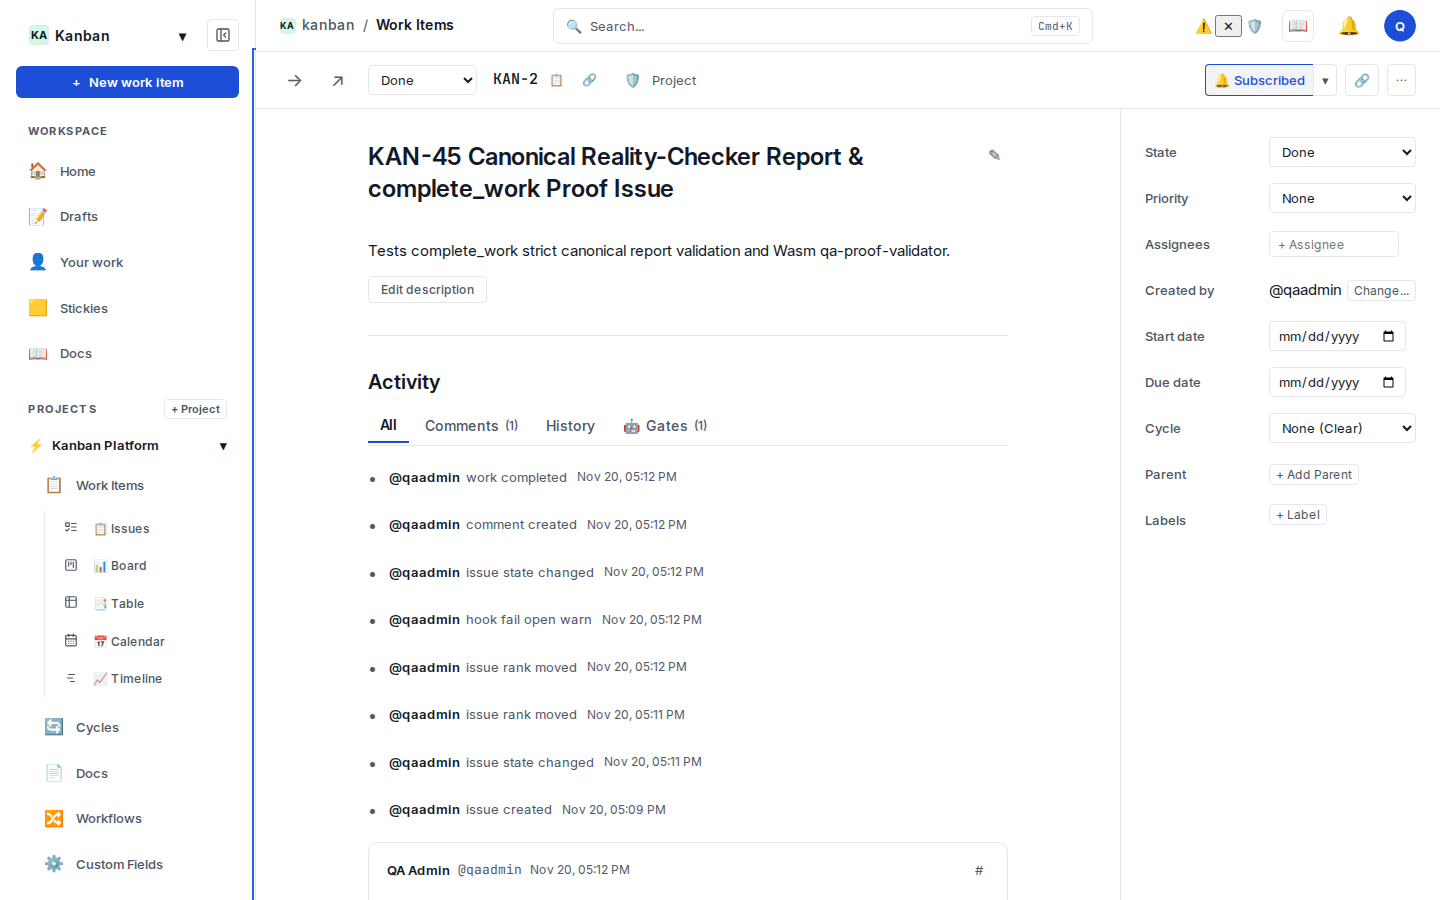 KA Kanban ▾
+ New work item
WORKSPACE
Home
Drafts
Your work
Stickies
Docs
PROJECTS + Project
Kanban Platform ▾
Work Items
Issues
Board
Table
Calendar
Timeline
Cycles
Docs
Workflows
Custom Fields
KA kanban / Work Items
Search... Cmd+K
✕
Q
→ ↗ Done KAN-2 Project
Subscribed ▾ ...
KAN-45 Canonical Reality-Checker Report &
complete_work Proof Issue
Tests complete_work strict canonical report validation and Wasm qa-proof-validator.
Edit description
Activity
All Comments (1) History Gates (1)
• @qaadmin work completed Nov 20, 05:12 PM
• @qaadmin comment created Nov 20, 05:12 PM
• @qaadmin issue state changed Nov 20, 05:12 PM
• @qaadmin hook fail open warn Nov 20, 05:12 PM
• @qaadmin issue rank moved Nov 20, 05:12 PM
• @qaadmin issue rank moved Nov 20, 05:11 PM
• @qaadmin issue state changed Nov 20, 05:11 PM
• @qaadmin issue created Nov 20, 05:09 PM
QA Admin @qaadmin Nov 20, 05:12 PM #
State Done
Priority None
Assignees + Assignee
Created by @qaadmin Change...
Start date mm/dd/yyyy
Due date mm/dd/yyyy
Cycle None (Clear)
Parent + Add Parent
Labels + Label